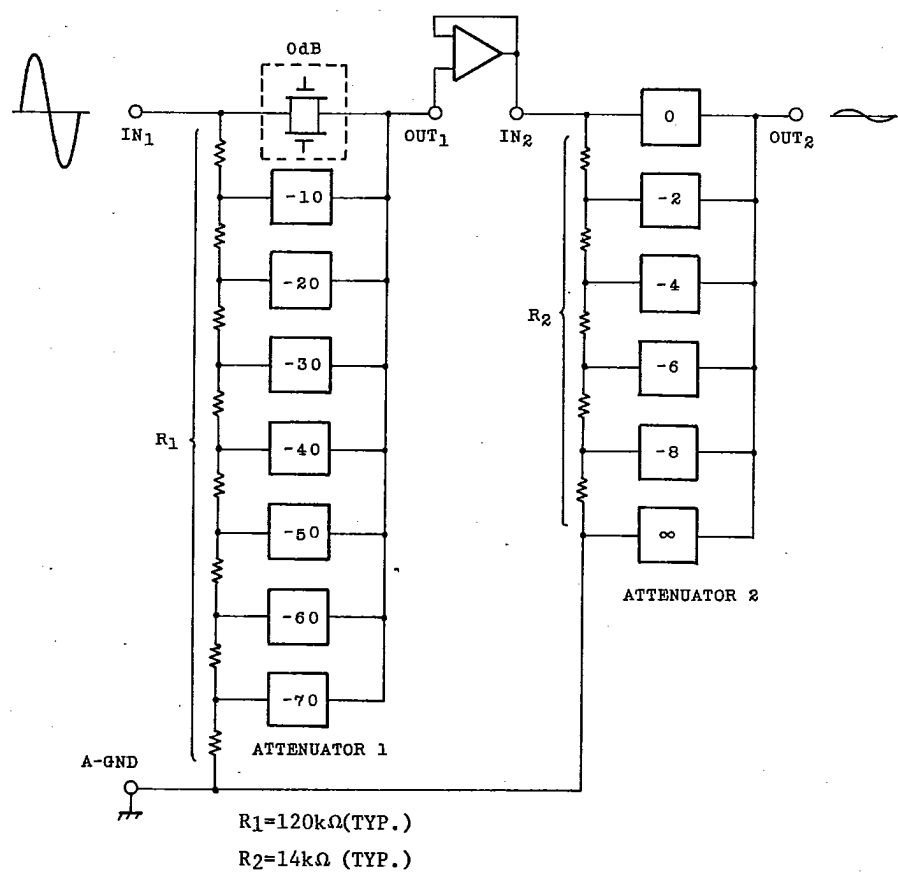 0dB
IN1
OUT1
IN2
OUT2
0
-10
-2
-20
-4
R2
-30
-6
R1
-40
-8
-50
∞
ATTENUATOR 2
-60
-70
ATTENUATOR 1
A-GND
R1=120kΩ(TYP.)
R2=14kΩ (TYP.)